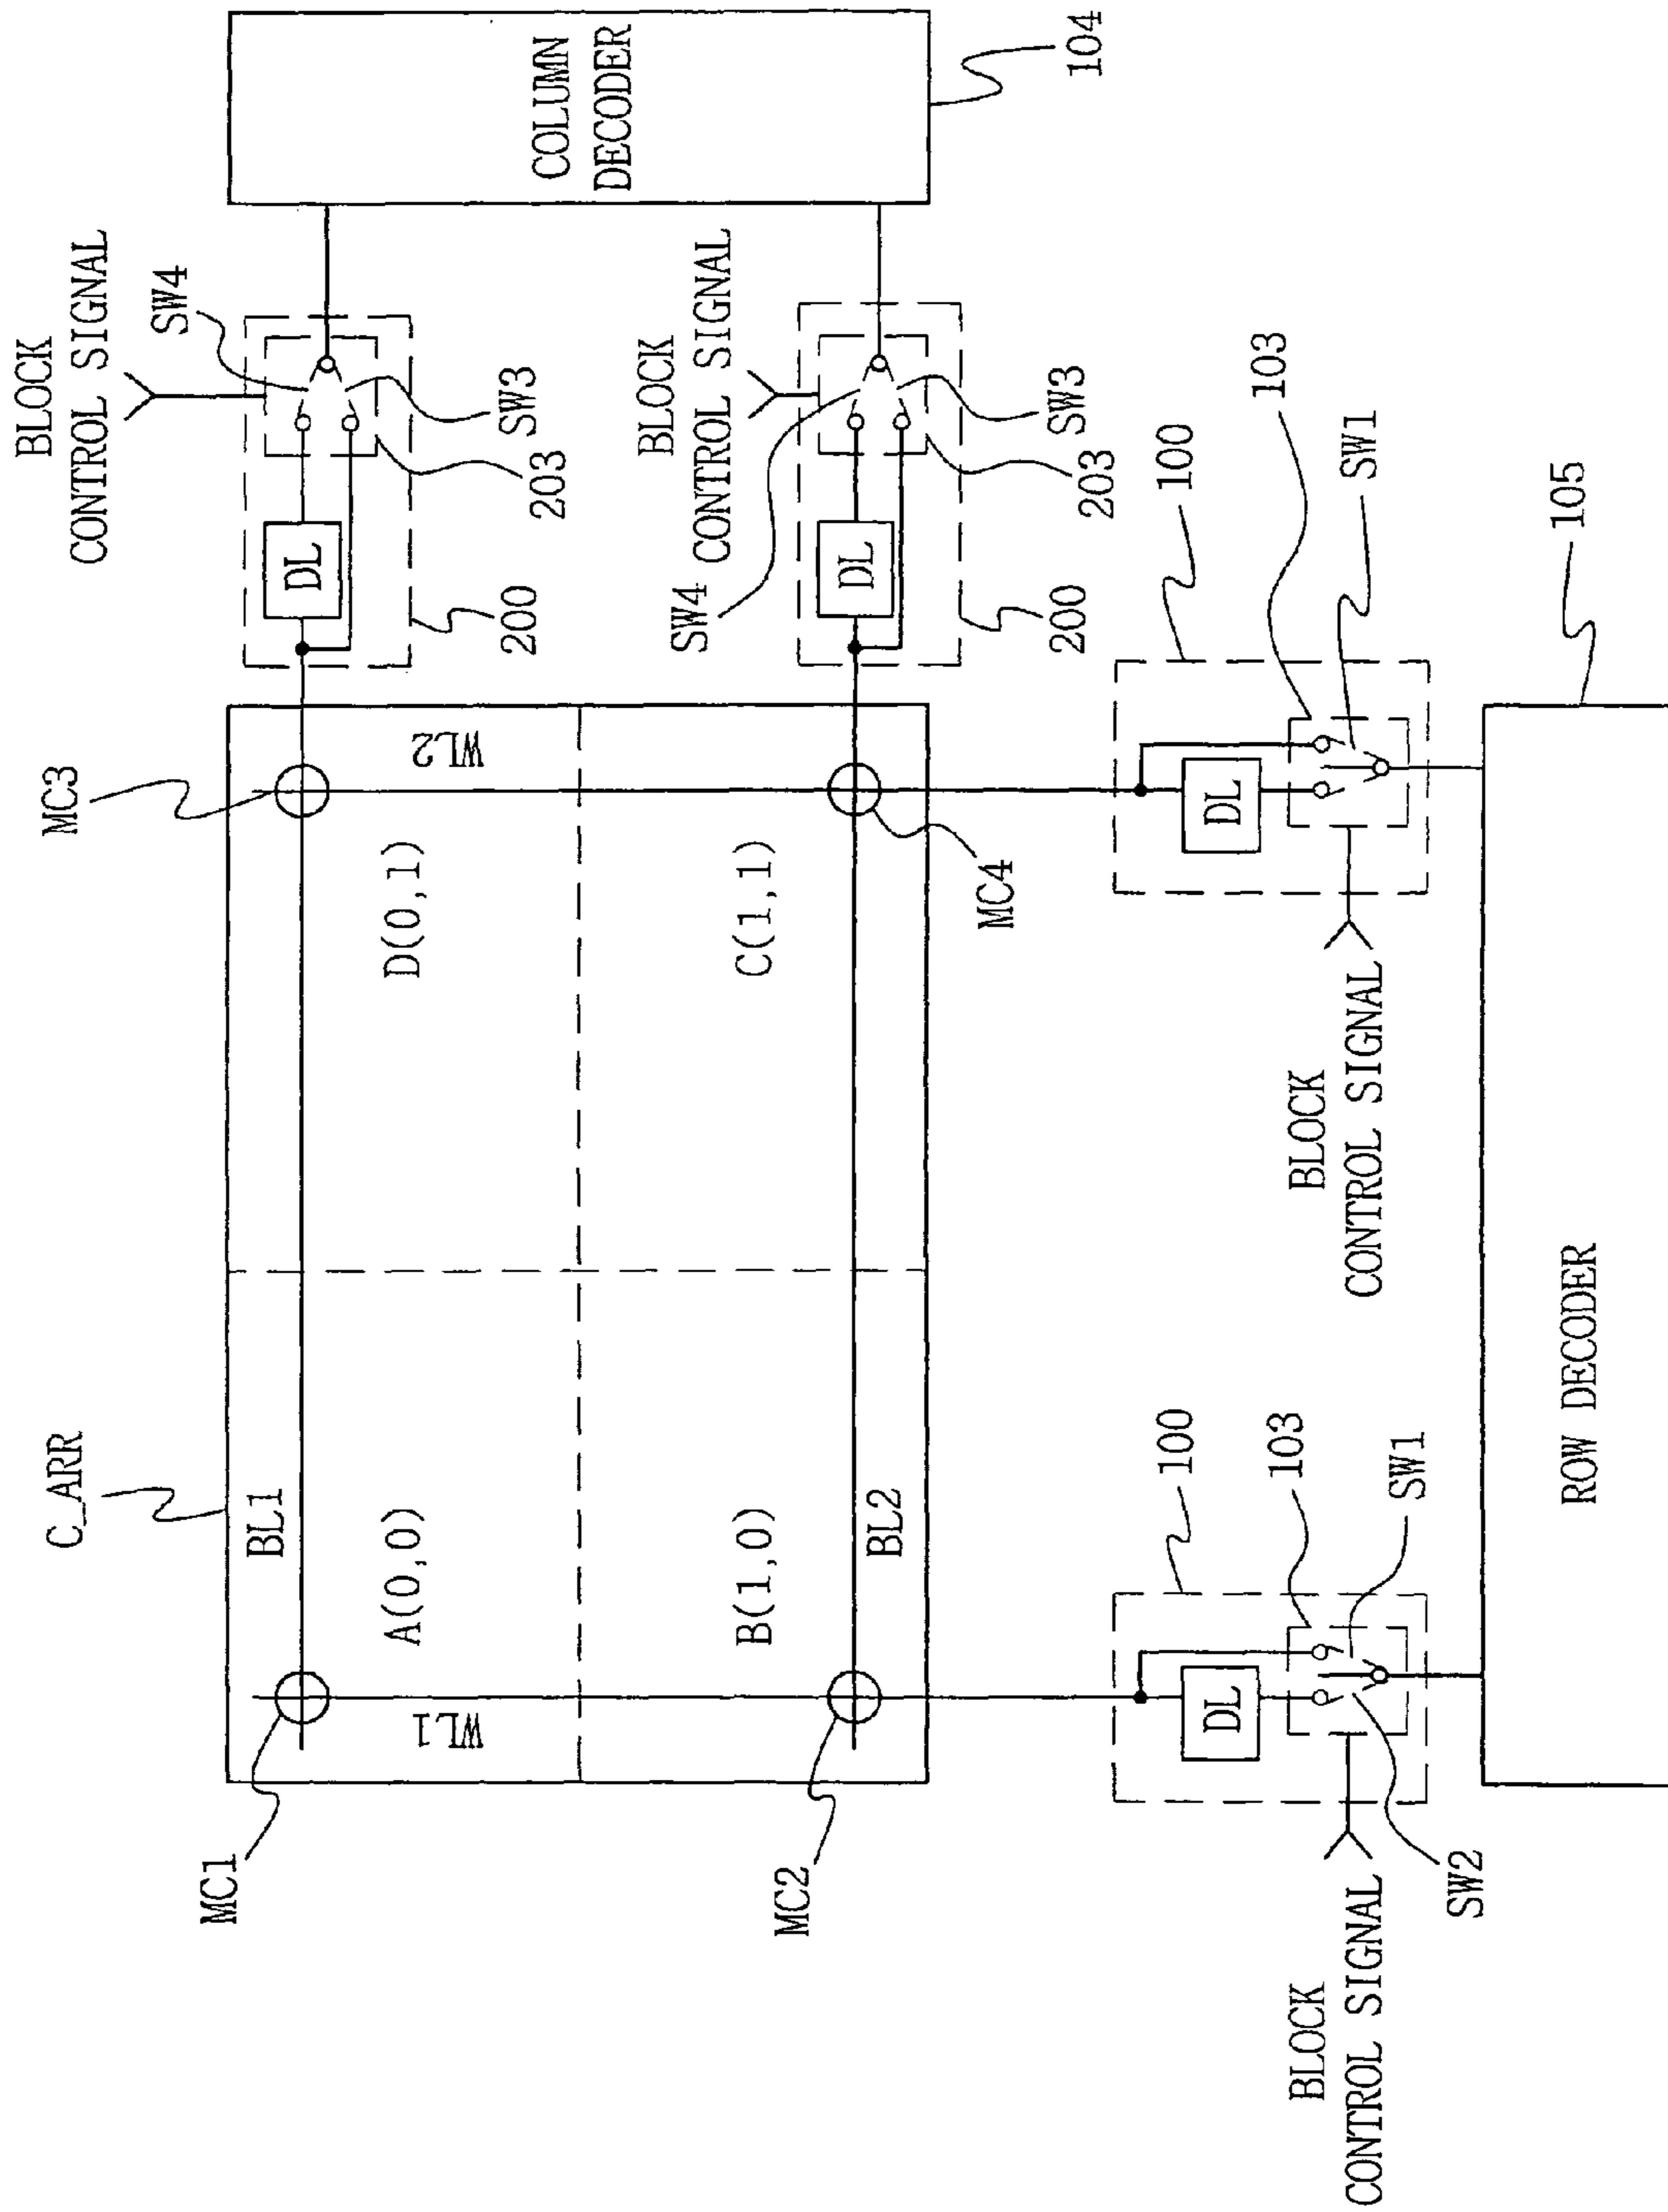 BLOCK
CONTROL SIGNAL
SW4
COLUMN
DECODER
104
DL
SW3
203
200
BLOCK
CONTROL SIGNAL
SW4
DL
SW3
203
200
MC3
C_ARR
BL1
WL2
D(0,1)
A(0,0)
WL1
MC1
C(1,1)
B(1,0)
MC4
BL2
MC2
100
103
SW1
DL
BLOCK
CONTROL SIGNAL
105
100
103
SW1
DL
SW2
BLOCK
CONTROL SIGNAL
ROW DECODER